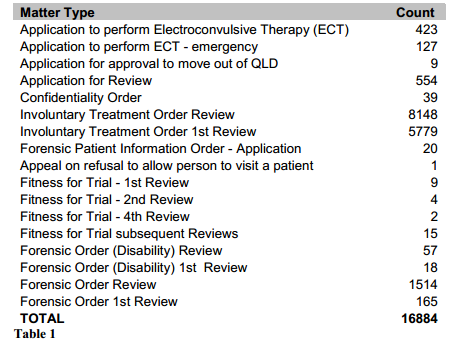 Matter Type Count
Application to perform Electroconvulsive Therapy (ECT) 423
Application to perform ECT - emergency 127
Application for approval to move out of QLD 9
Application for Review 554
Confidentiality Order 39
Involuntary Treatment Order Review 8148
Involuntary Treatment Order 1st Review 5779
Forensic Patient Information Order - Application 20
Appeal on refusal to allow person to visit a patient 1
Fitness for Trial - 1st Review 9
Fitness for Trial - 2nd Review 4
Fitness for Trial - 4th Review 2
Fitness for Trial subsequent Reviews 15
Forensic Order (Disability) Review 57
Forensic Order (Disability) 1st  Review 18
Forensic Order Review 1514
Forensic Order 1st Review 165
TOTAL 16884
Table 1